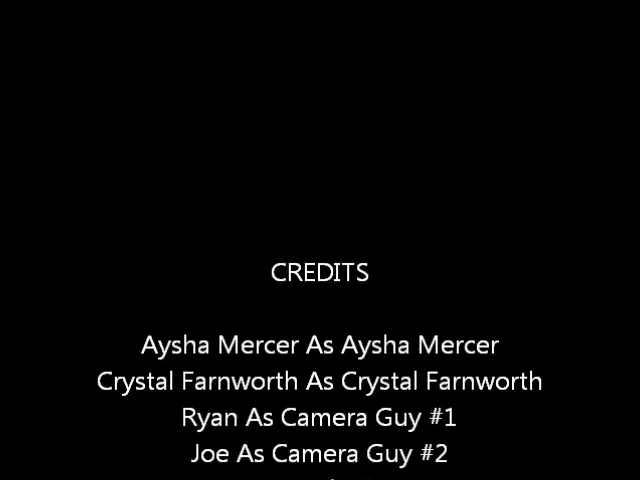 CREDITS
Aysha Mercer As Aysha Mercer
Crystal Farnworth As Crystal Farnworth
Ryan As Camera Guy #1
Joe As Camera Guy #2